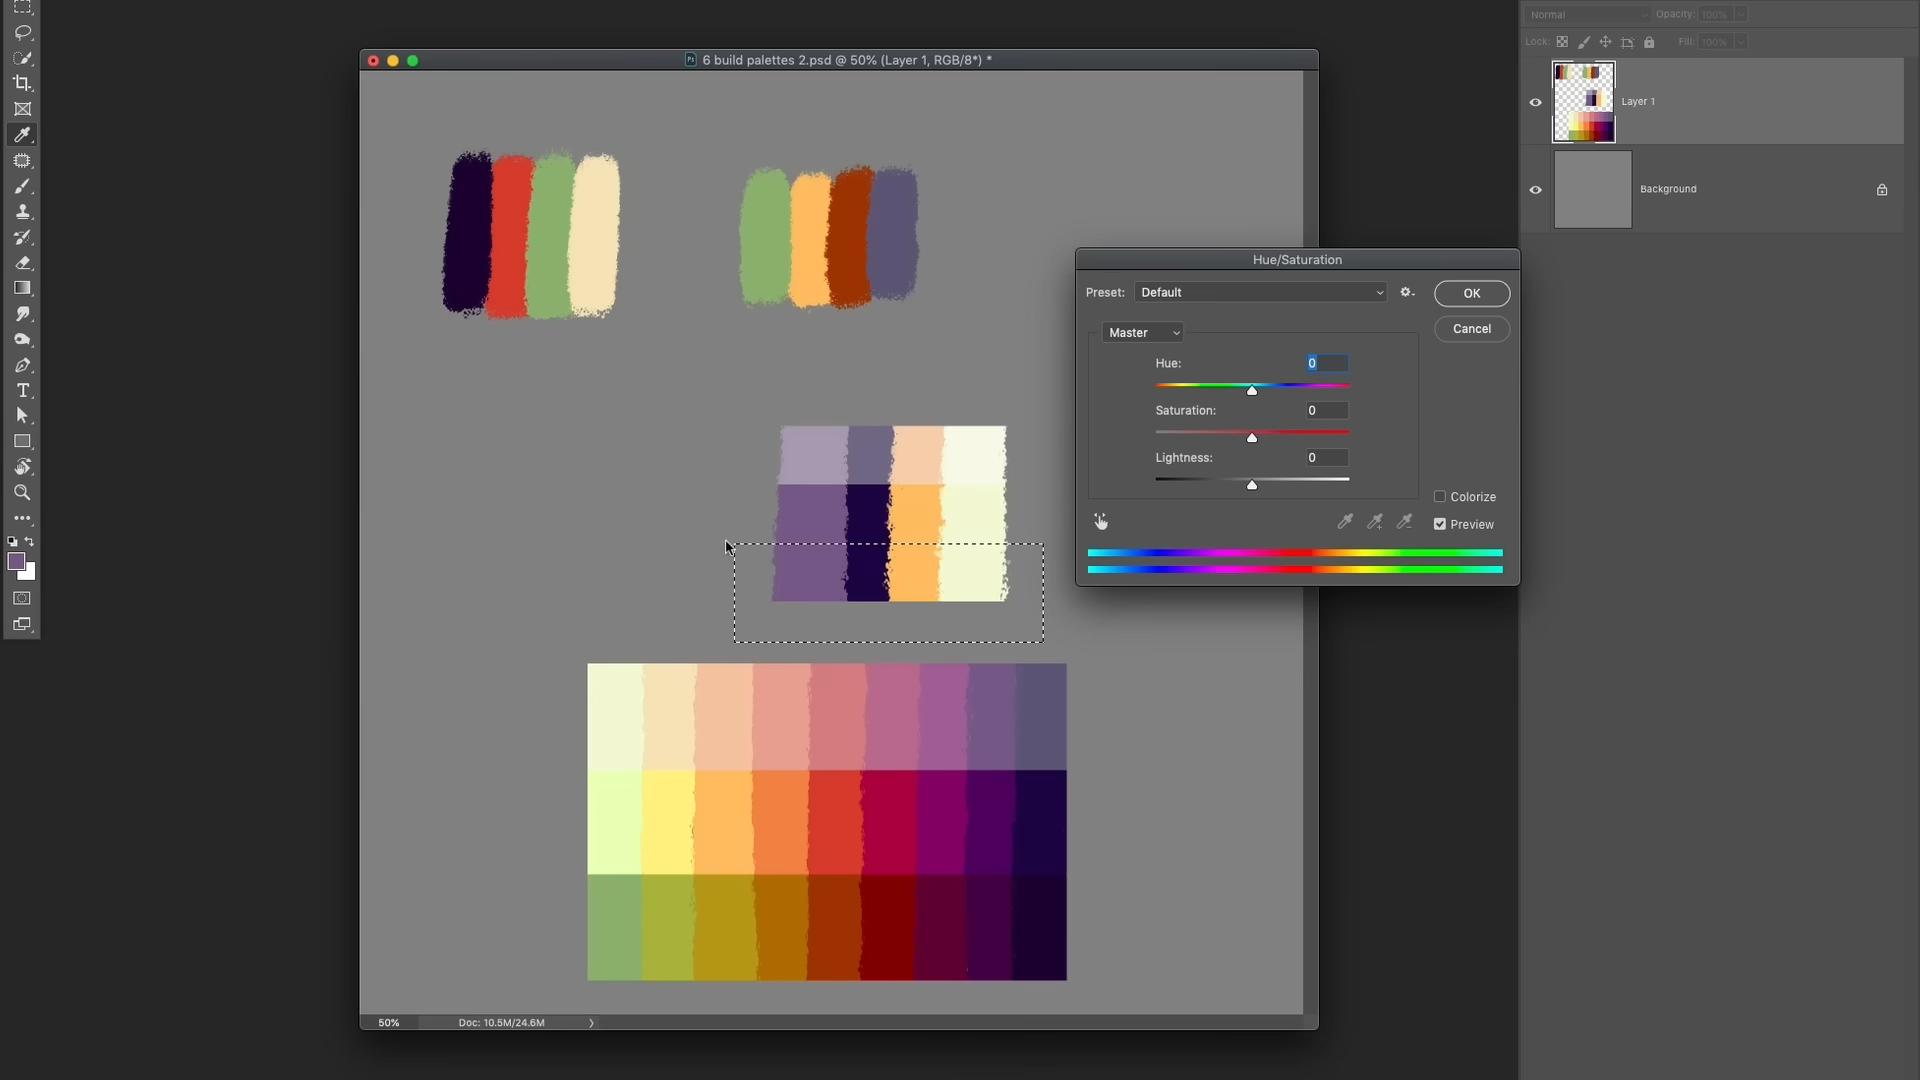 Normal
Opacity: 100%
Lock:
Fill: 100%
6 build palettes 2.psd @ 50% (Layer 1, RGB/8*) *
Layer 1
Background
Hue/Saturation
Preset: Default
OK
Cancel
Master
Hue: 0
Saturation: 0
Lightness: 0
Colorize
Preview
50%
Doc: 10.5M/24.6M